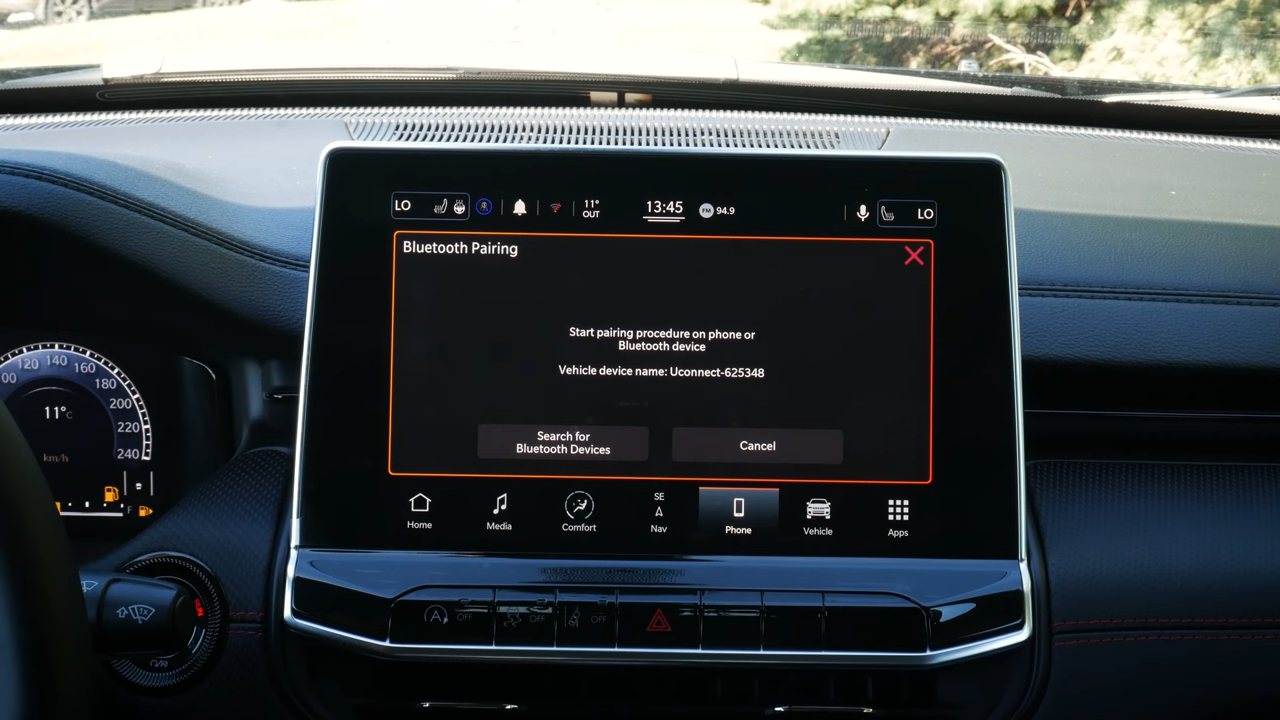 LO
11°
OUT
13:45
FM
94.9
LO
Bluetooth Pairing
Start pairing procedure on phone or
Bluetooth device
Vehicle device name: Uconnect-625348
Search for
Bluetooth Devices
Cancel
Home
Media
Comfort
SE
Nav
Phone
Vehicle
Apps
120
140
160
180
200
220
240
11°C
km/h
F
A
OFF
OFF
OFF
1x
RUN